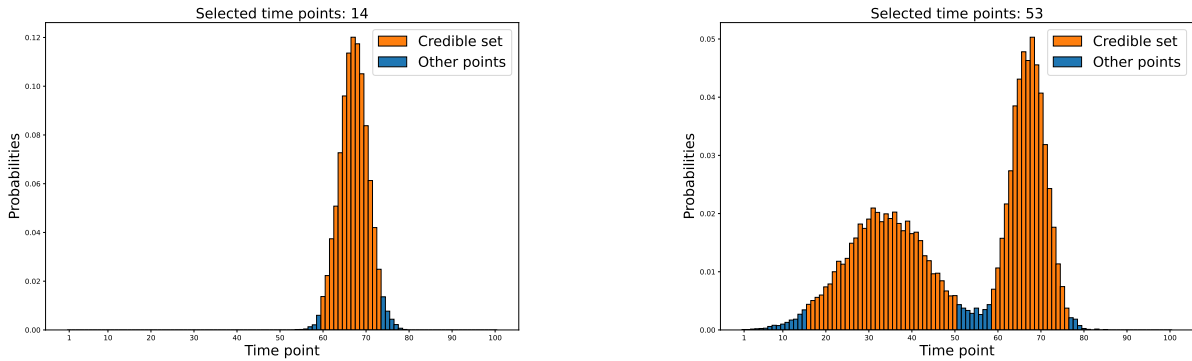 Selected time points: 14
Credible set
Other points
Probabilities
0.12
0.10
0.08
0.06
0.04
0.02
0.00
1 10 20 30 40 50 60 70 80 90 100
Time point
Selected time points: 53
Credible set
Other points
Probabilities
0.05
0.04
0.03
0.02
0.01
0.00
1 10 20 30 40 50 60 70 80 90 100
Time point